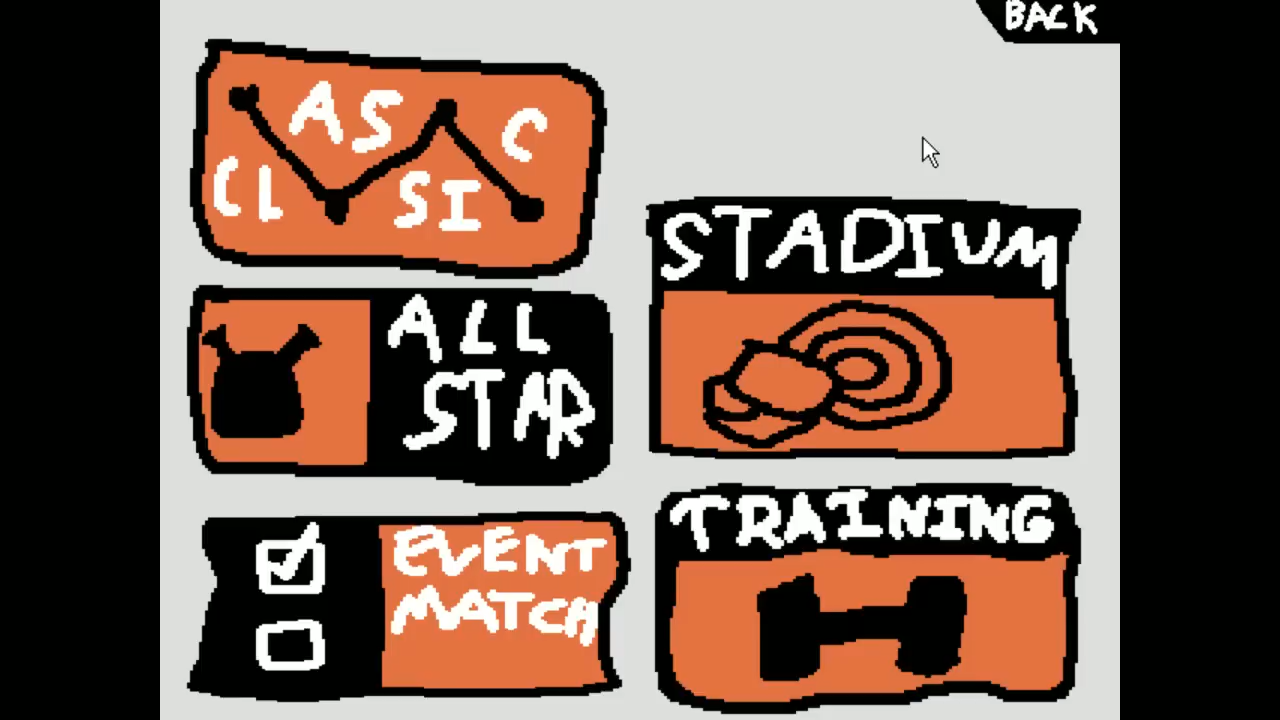 BACK
CLASSIC
ALL
STAR
EVENT
MATCH
STADIUM
TRAINING